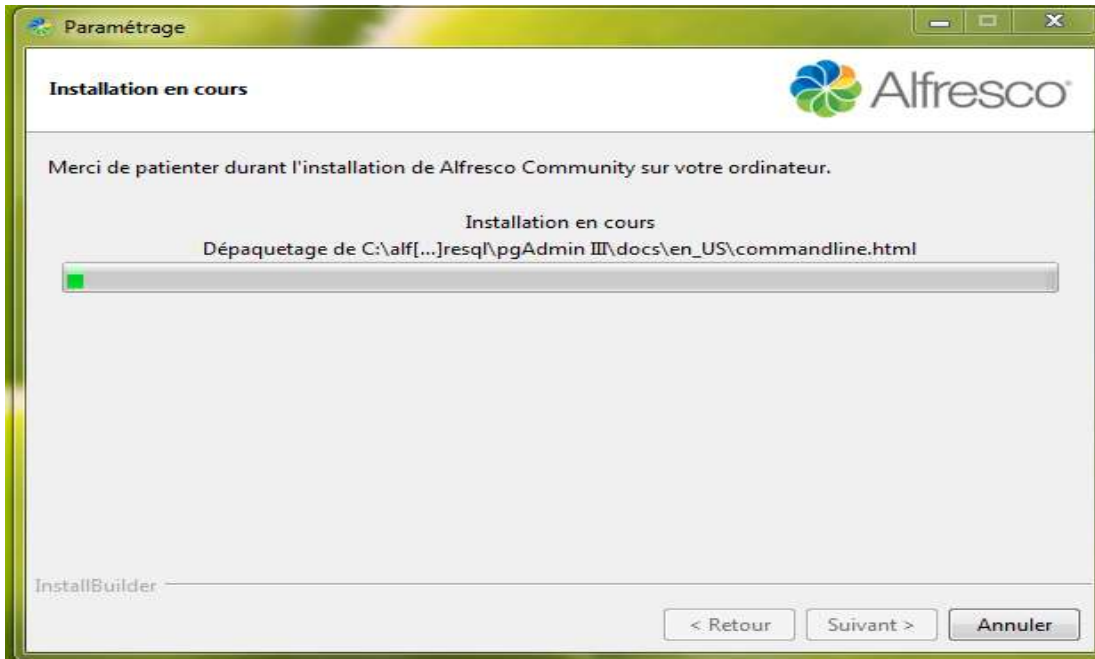 Paramétrage
Installation en cours
Alfresco
Merci de patienter durant l'installation de Alfresco Community sur votre ordinateur.
Installation en cours
Dépaquetage de C:\alf[...]resql\pgAdmin III\docs\en_US\commandline.html
InstallBuilder
< Retour
Suivant >
Annuler